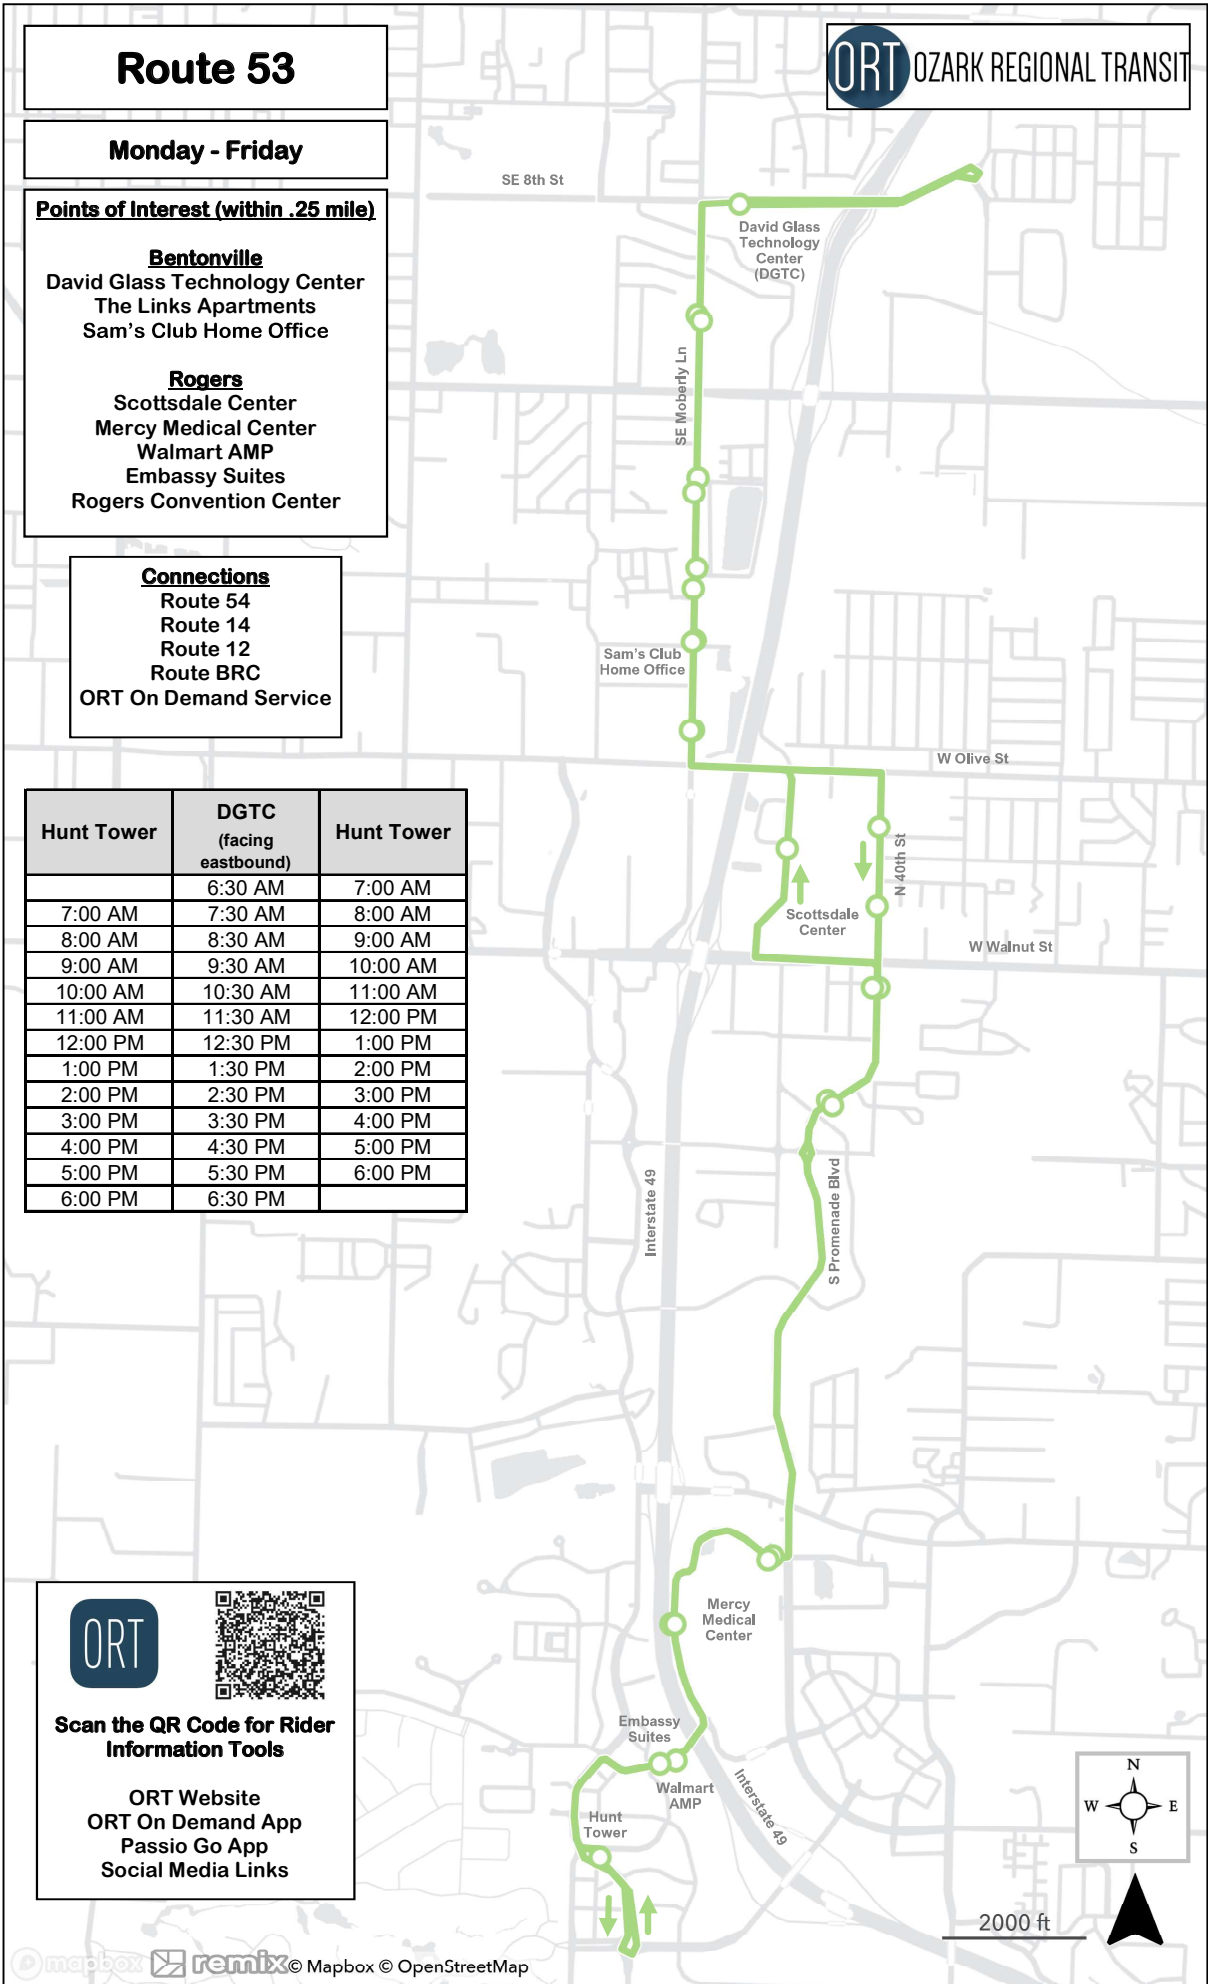 Route 53
ORT OZARK REGIONAL TRANSIT
Monday - Friday
Points of Interest (within .25 mile)
Bentonville
David Glass Technology Center
The Links Apartments
Sam's Club Home Office
Rogers
Scottsdale Center
Mercy Medical Center
Walmart AMP
Embassy Suites
Rogers Convention Center
Connections
Route 54
Route 14
Route 12
Route BRC
ORT On Demand Service
Hunt Tower DGTC (facing eastbound) Hunt Tower
6:30 AM 7:00 AM
7:00 AM 7:30 AM 8:00 AM
8:00 AM 8:30 AM 9:00 AM
9:00 AM 9:30 AM 10:00 AM
10:00 AM 10:30 AM 11:00 AM
11:00 AM 11:30 AM 12:00 PM
12:00 PM 12:30 PM 1:00 PM
1:00 PM 1:30 PM 2:00 PM
2:00 PM 2:30 PM 3:00 PM
3:00 PM 3:30 PM 4:00 PM
4:00 PM 4:30 PM 5:00 PM
5:00 PM 5:30 PM 6:00 PM
6:00 PM 6:30 PM
SE 8th St
David Glass
Technology
Center
(DGTC)
SE Moberly Ln
Sam's Club
Home Office
W Olive St
N 40th St
Scottsdale
Center
W Walnut St
Interstate 49
S Promenade Blvd
Mercy
Medical
Center
Embassy
Suites
Walmart
AMP
Interstate 49
Hunt
Tower
ORT
Scan the QR Code for Rider
Information Tools
ORT Website
ORT On Demand App
Passio Go App
Social Media Links
N
W E
S
2000 ft
mapbox remix © Mapbox © OpenStreetMap